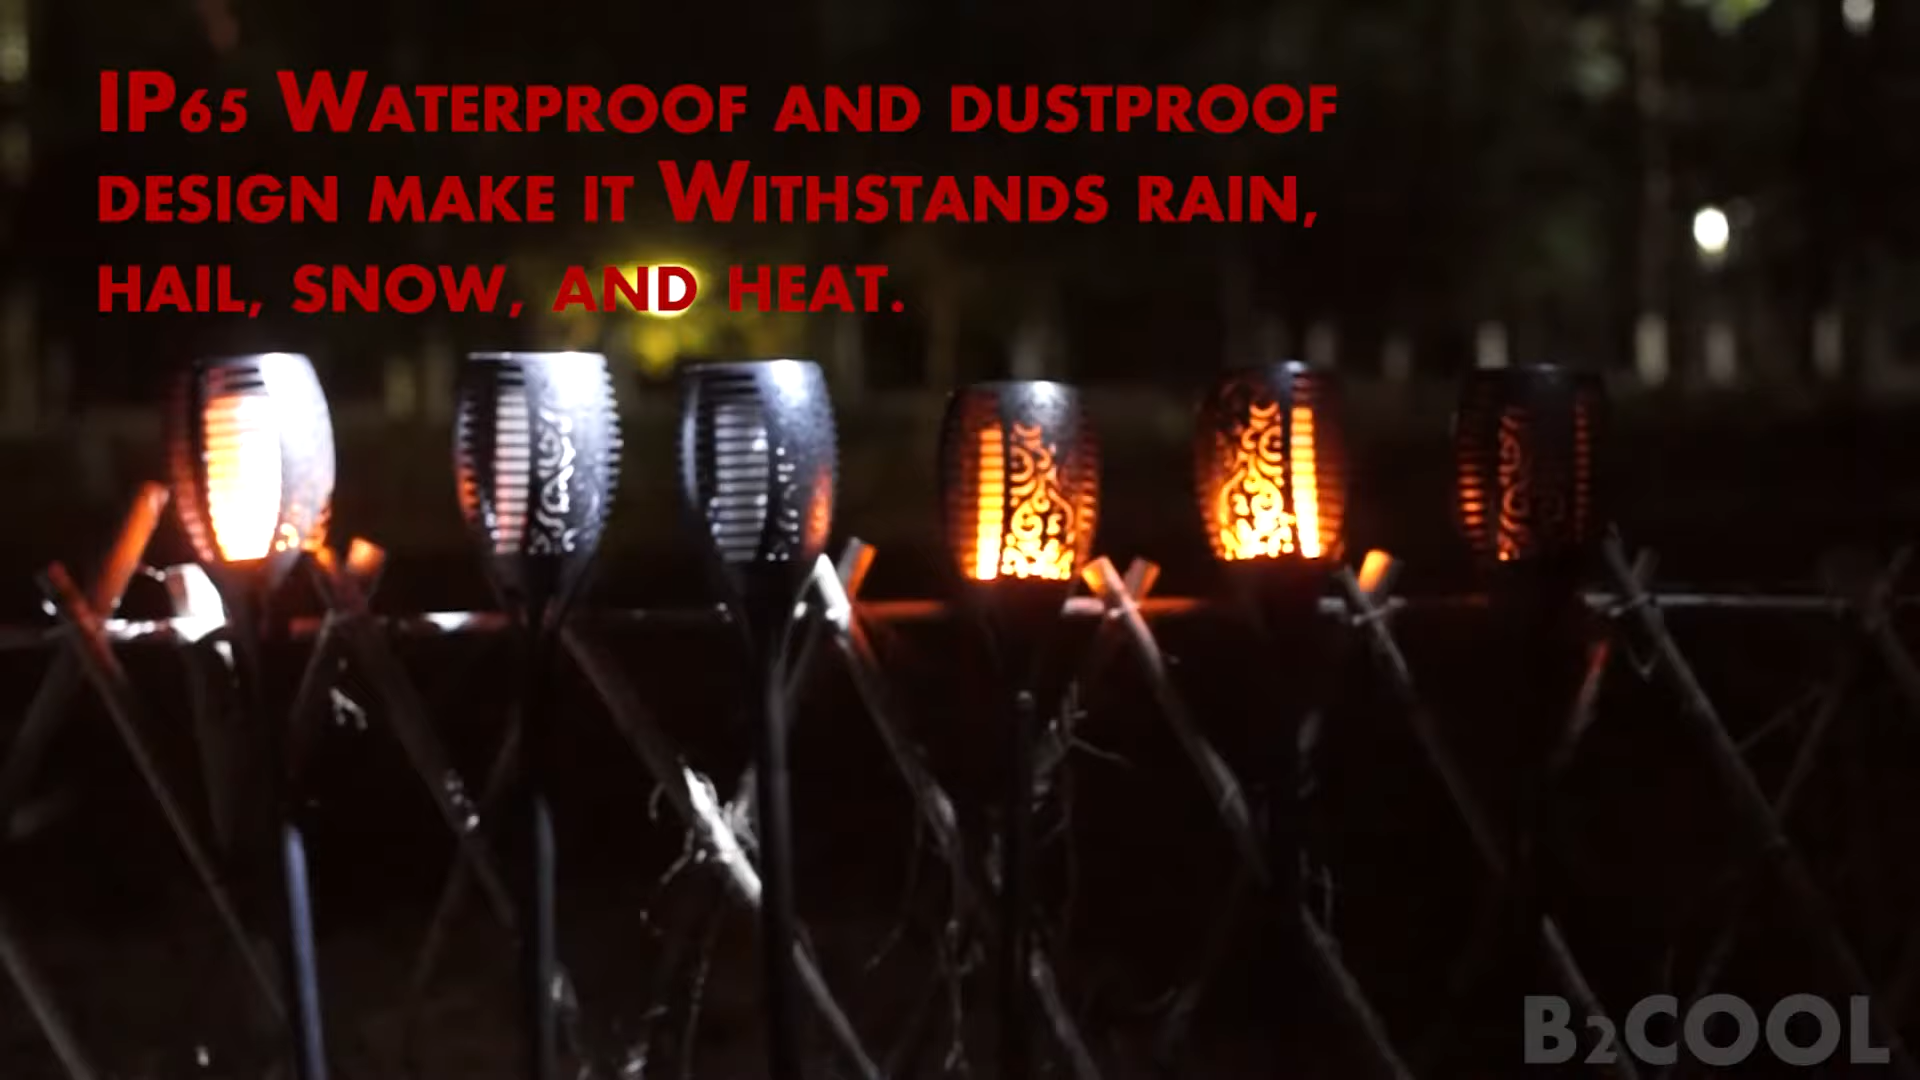 IP65 Waterproof and dustproof
design make it Withstands rain,
hail, snow, and heat.
B2COOL